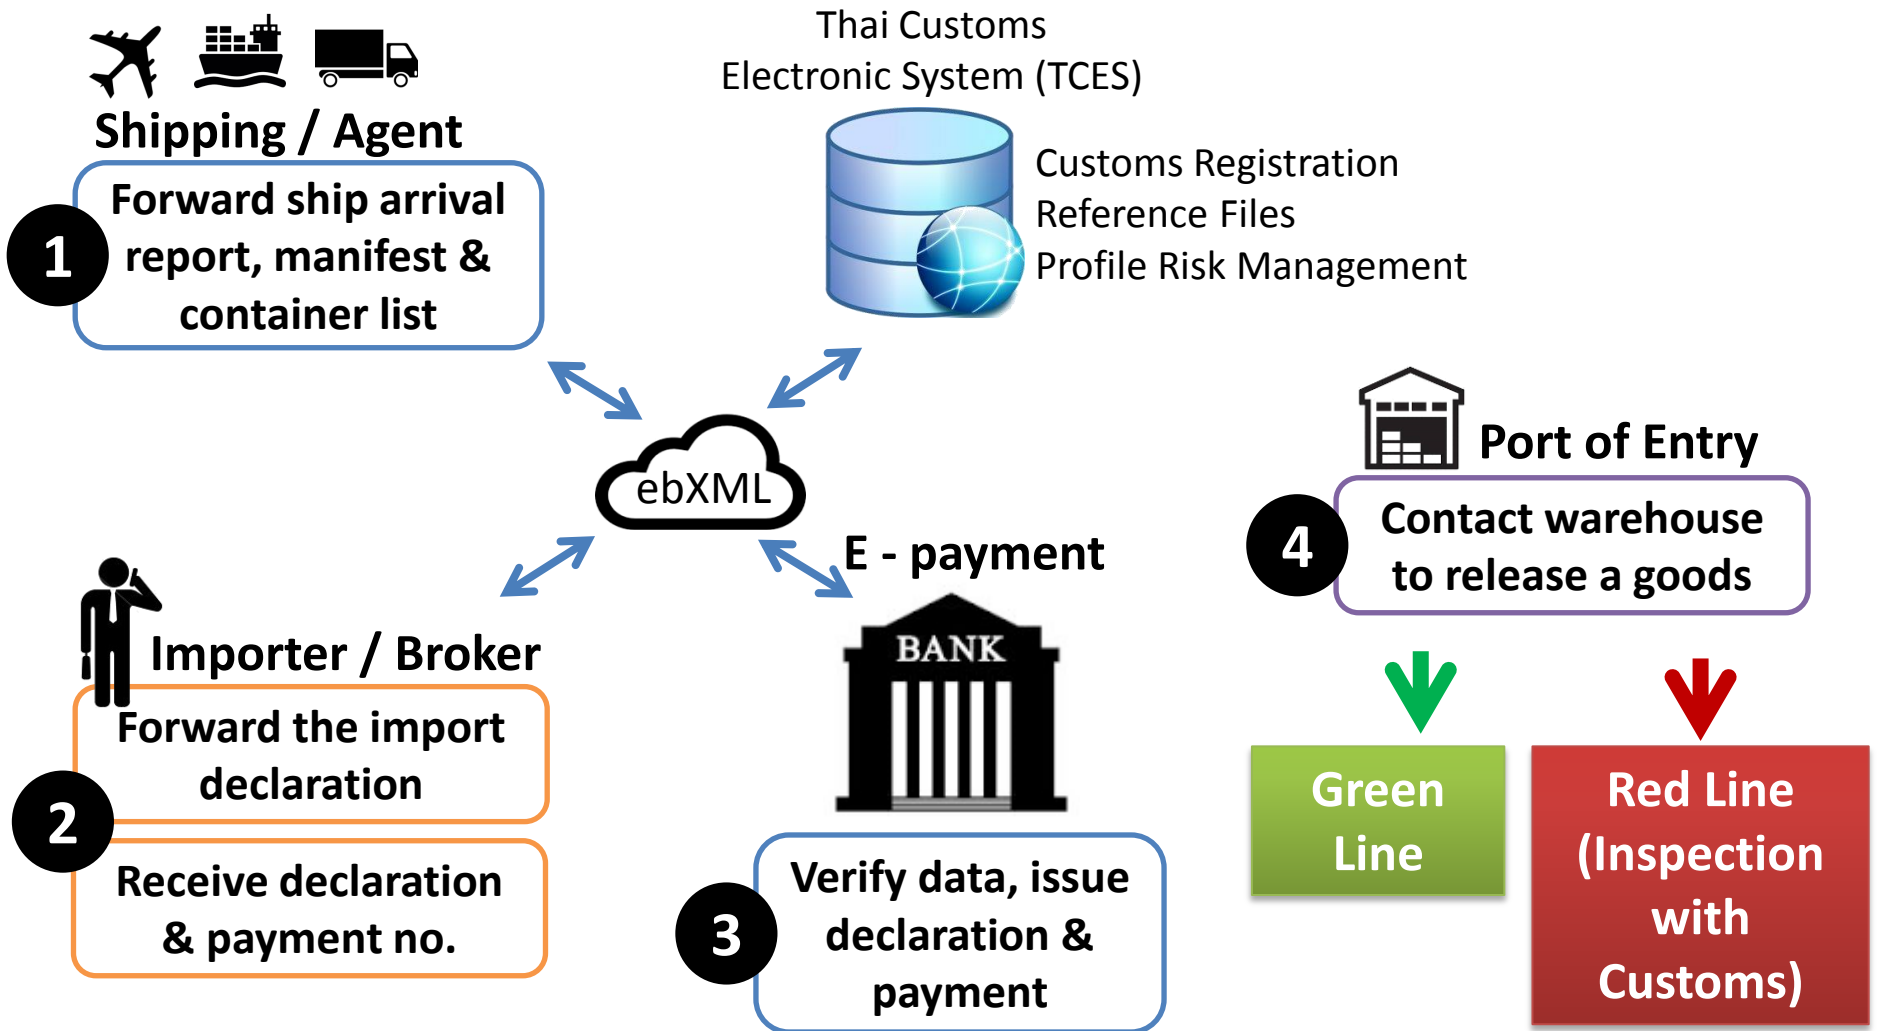 Thai Customs
Electronic System (TCES)
Customs Registration
Reference Files
Profile Risk Management
Shipping / Agent
1
Forward ship arrival
report, manifest &
container list
ebXML
Importer / Broker
2
Forward the import
declaration
Receive declaration
& payment no.
E - payment
BANK
3
Verify data, issue
declaration &
payment
Port of Entry
4
Contact warehouse
to release a goods
Green
Line
Red Line
(Inspection
with
Customs)